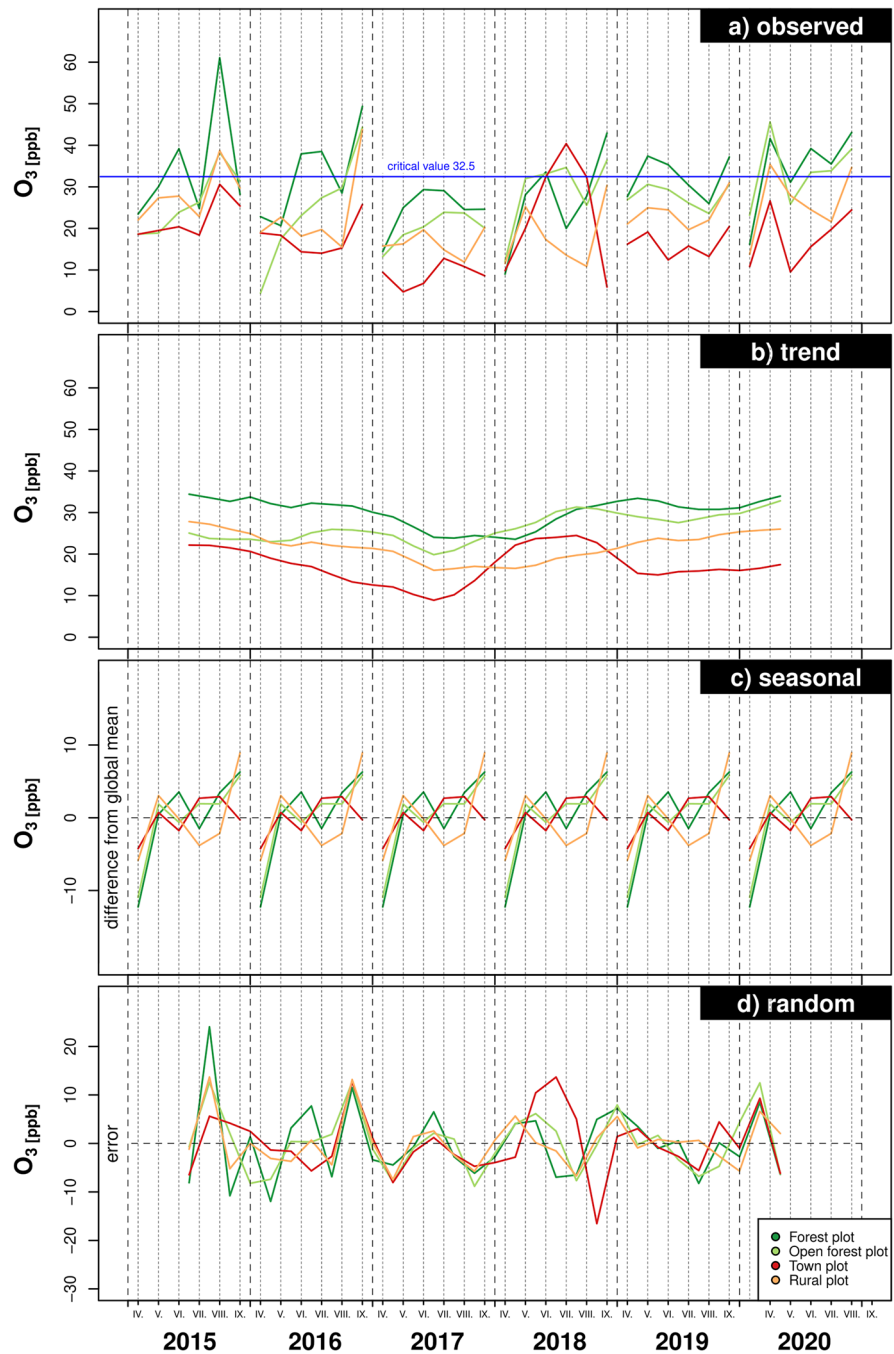 a) observed
O3 [ppb]
60
50
40
30
20
10
0
critical value 32.5
b) trend
O3 [ppb]
60
50
40
30
20
10
0
c) seasonal
O3 [ppb]
10
0
−10
difference from global mean
d) random
O3 [ppb]
20
10
0
−10
−20
−30
error
Forest plot
Open forest plot
Town plot
Rural plot
IV. V. VI. VII. VIII. IX. IV. V. VI. VII. VIII. IX. IV. V. VI. VII. VIII. IX. IV. V. VI. VII. VIII. IX. IV. V. VI. VII. VIII. IX. IV. V. VI. VII. VIII. IX.
2015 2016 2017 2018 2019 2020